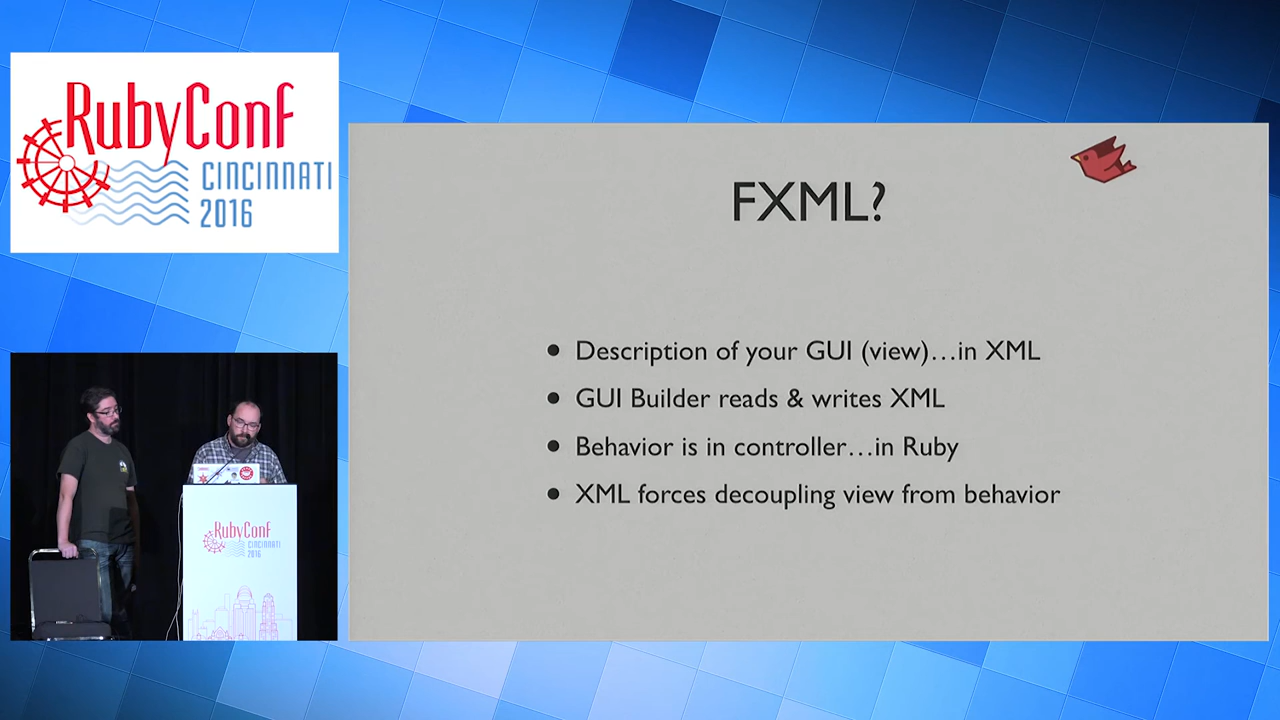 RubyConf
CINCINNATI
2016
FXML?
• Description of your GUI (view)...in XML
• GUI Builder reads & writes XML
• Behavior is in controller...in Ruby
• XML forces decoupling view from behavior
RubyConf
CINCINNATI
2016